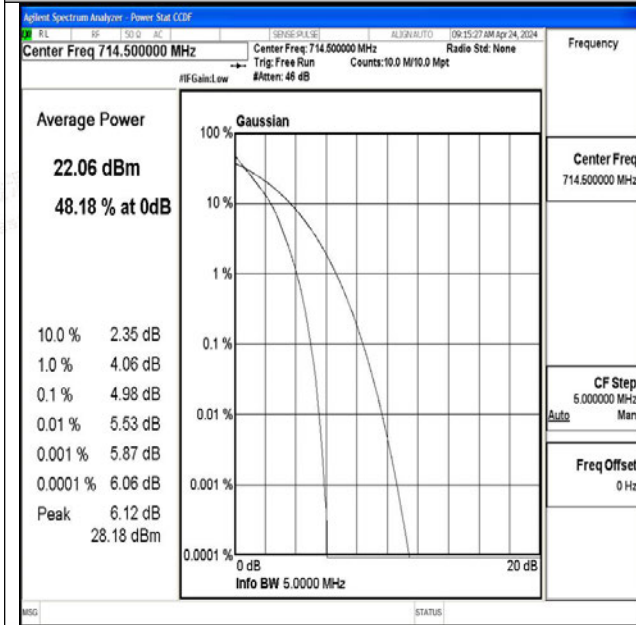 Agilent Spectrum Analyzer - Power Stat CCDF
RL RF 50 Ω AC SENSE:PULSE ALIGN AUTO 09:15:27 AM Apr 24, 2024
Center Freq 714.500000 MHz
Center Freq: 714.500000 MHz Radio Std: None
Trig: Free Run Counts:10.0 M/10.0 Mpt
#IFGain:Low #Atten: 46 dB
Average Power
22.06 dBm
48.18 % at 0dB
10.0 % 2.35 dB
1.0 % 4.06 dB
0.1 % 4.98 dB
0.01 % 5.53 dB
0.001 % 5.87 dB
0.0001 % 6.06 dB
Peak 6.12 dB
28.18 dBm
Gaussian
100 %
10 %
1 %
0.1 %
0.01 %
0.001 %
0.0001 %
0 dB 20 dB
Info BW 5.0000 MHz
Frequency
Center Freq
714.500000 MHz
CF Step
5.000000 MHz
Auto Man
Freq Offset
0 Hz
MSG STATUS